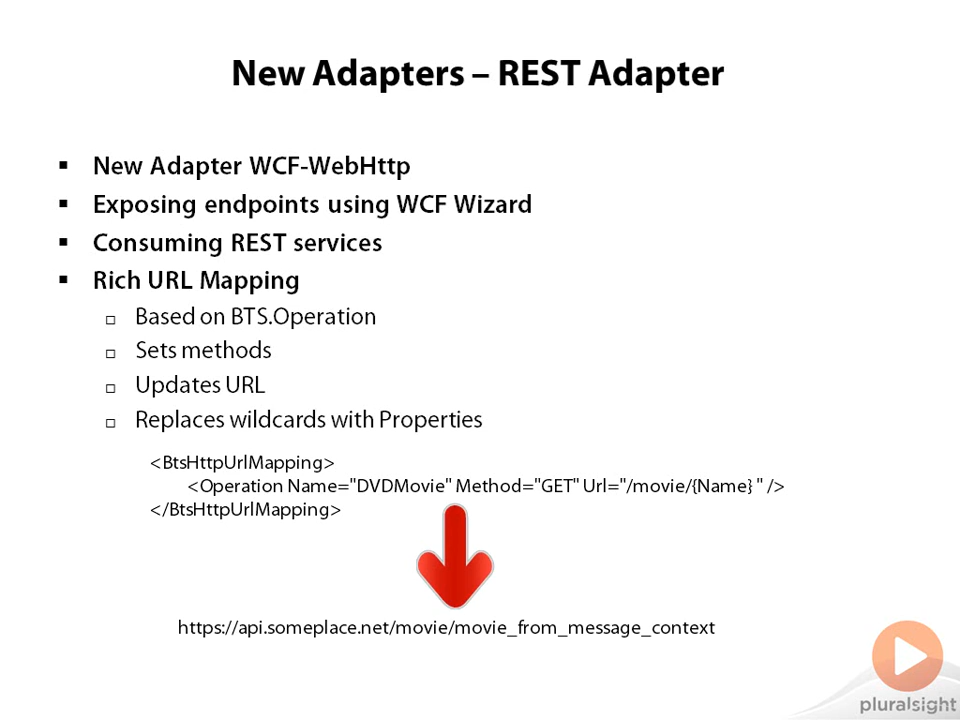 New Adapters – REST Adapter
New Adapter WCF-WebHttp
Exposing endpoints using WCF Wizard
Consuming REST services
Rich URL Mapping
Based on BTS.Operation
Sets methods
Updates URL
Replaces wildcards with Properties
<BtsHttpUrlMapping>
<Operation Name="DVDMovie" Method="GET" Url="/movie/{Name} " />
</BtsHttpUrlMapping>
https://api.someplace.net/movie/movie_from_message_context
pluralsight